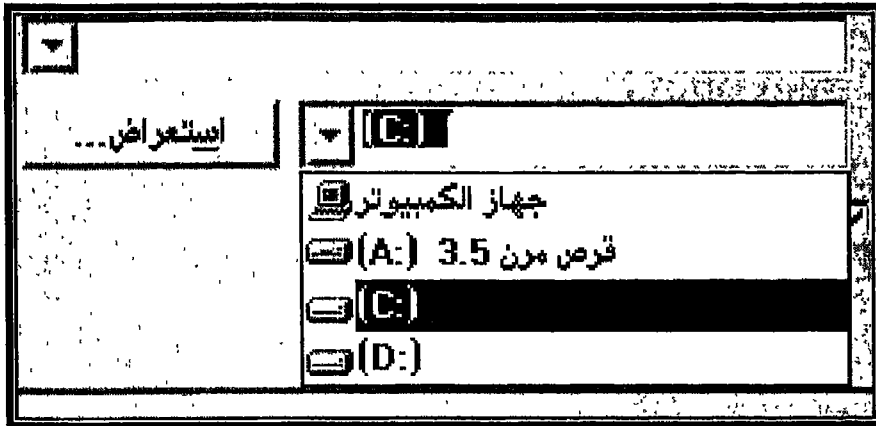 (C:)
استعراض...
جهاز الكمبيوتر
قرص مرن 3.5 (A:)
(C:)
(D:)